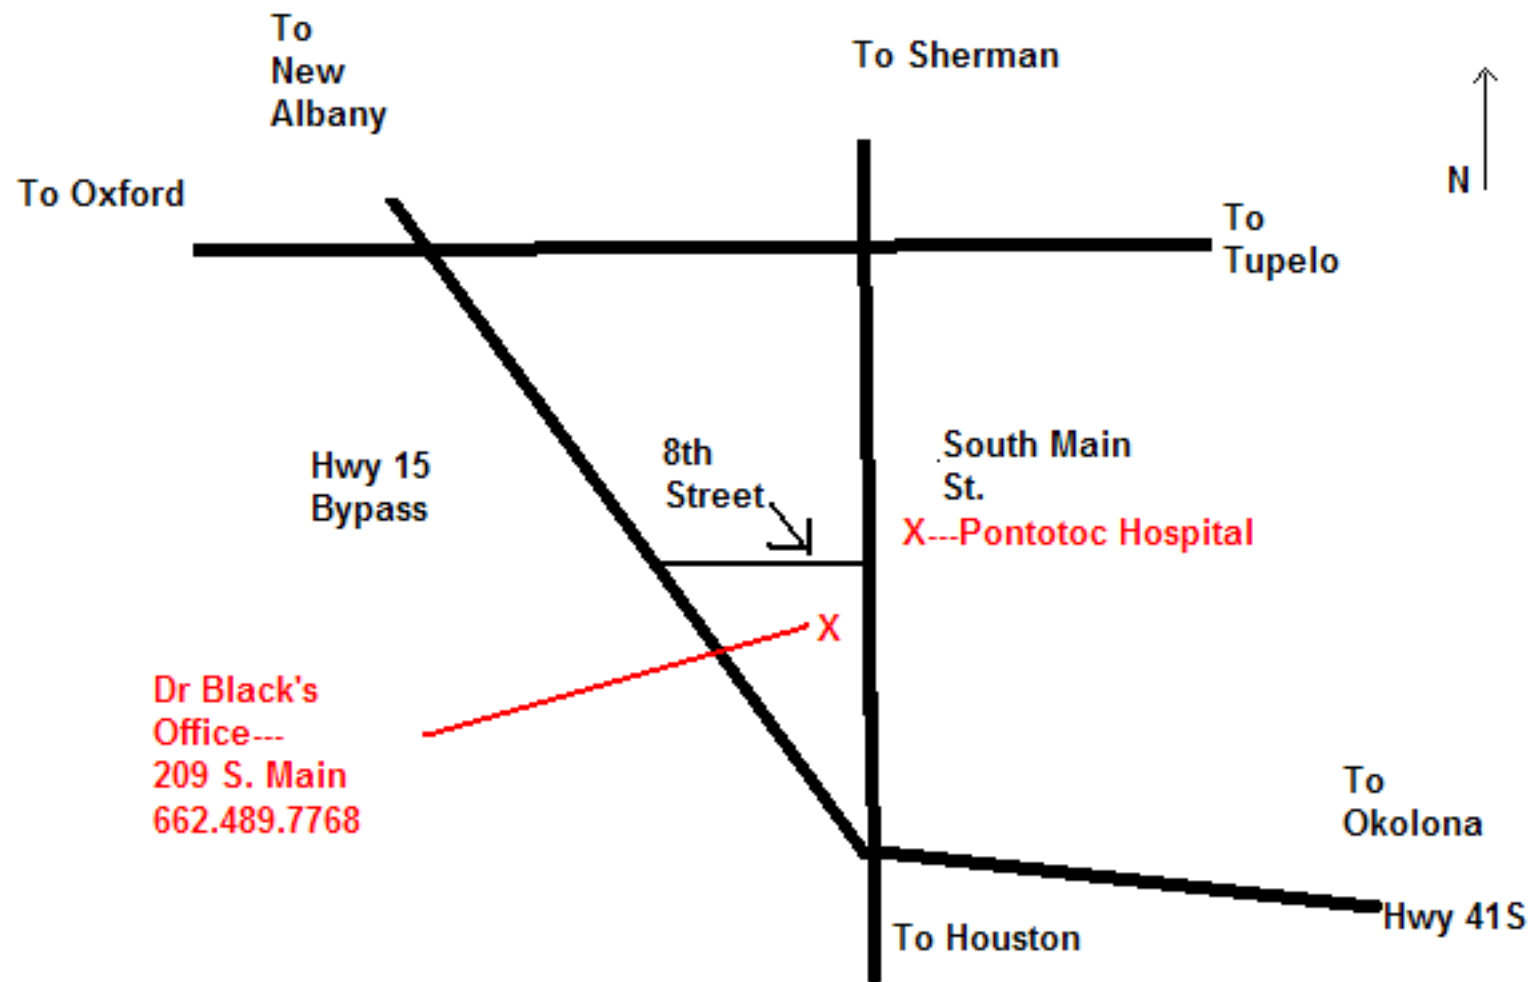 To
New
Albany
To Sherman
N
To Oxford
To
Tupelo
Hwy 15
Bypass
8th
Street
South Main
St.
X---Pontotoc Hospital
X
Dr Black's
Office---
209 S. Main
662.489.7768
To
Okolona
Hwy 41S
To Houston